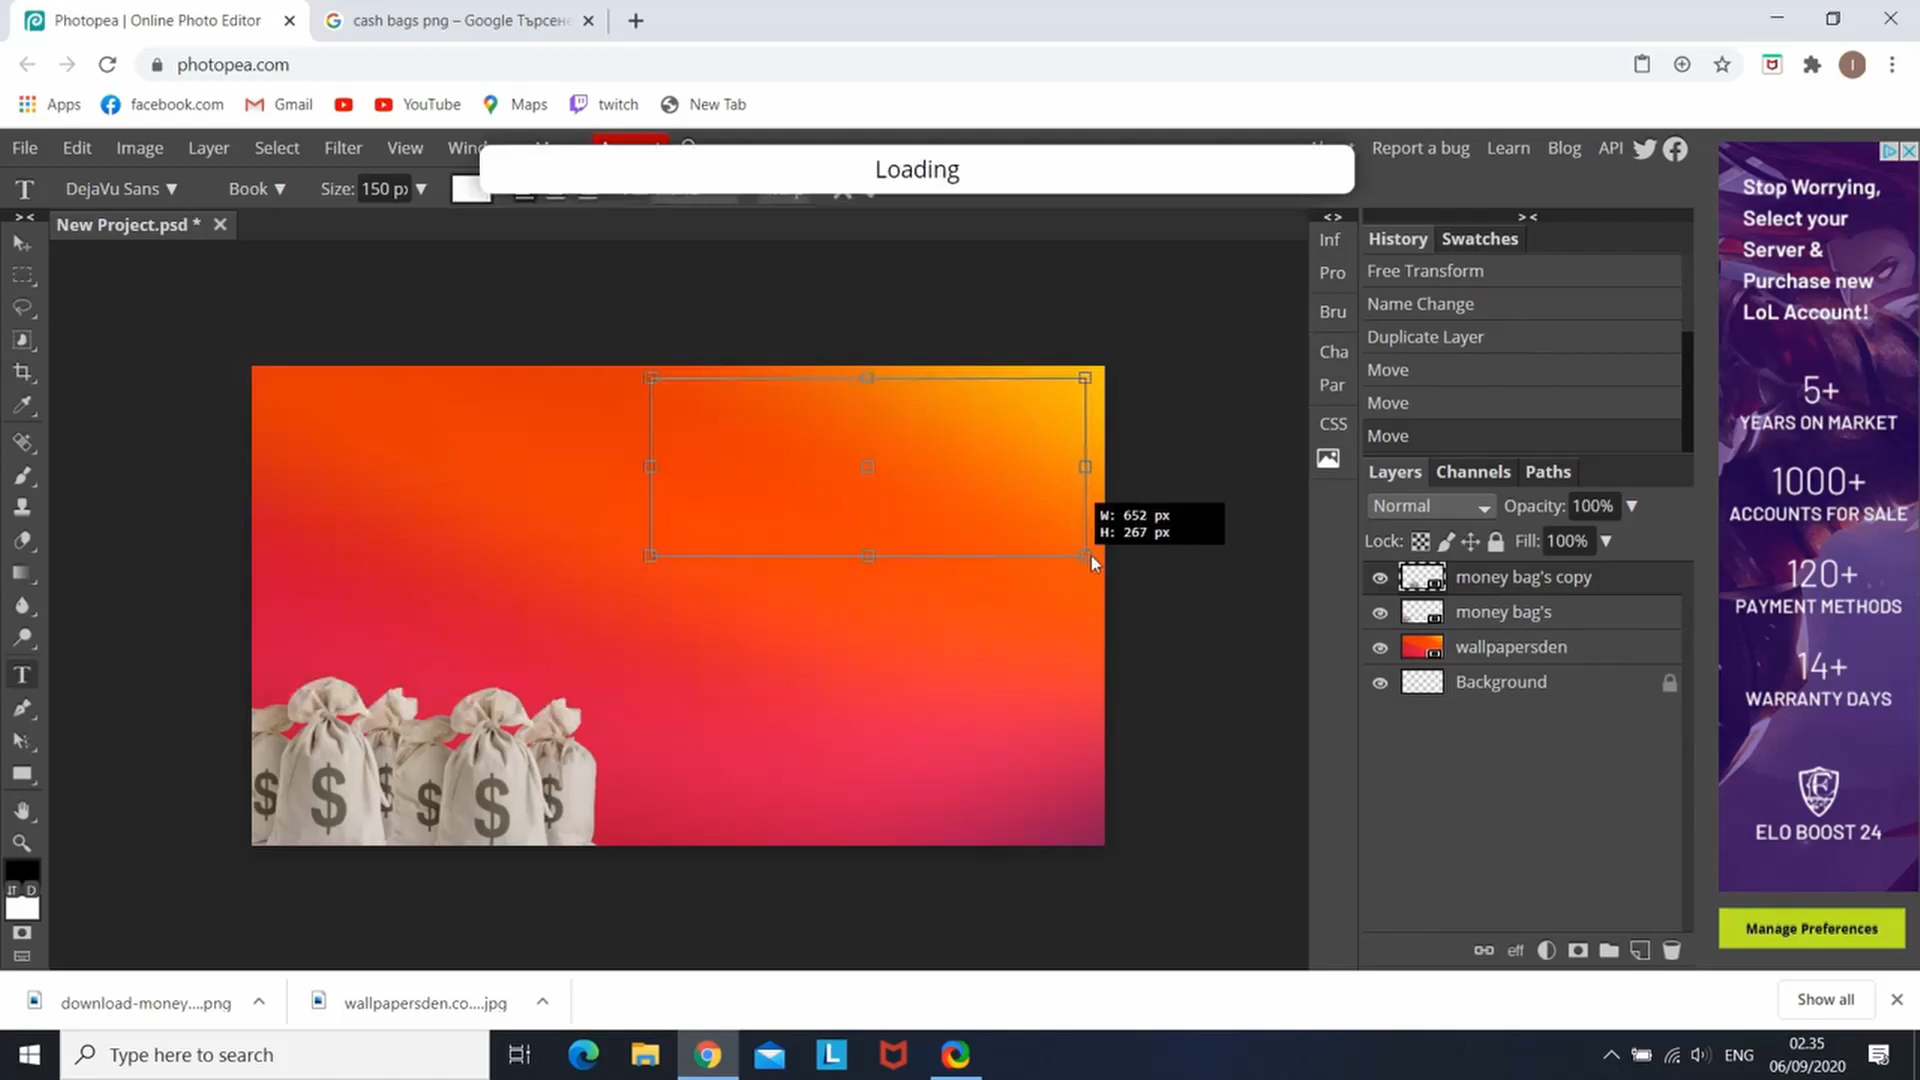 Photopea | Online Photo Editor
cash bags png – Google Търсене
photopea.com
Apps
facebook.com
Gmail
YouTube
Maps
twitch
New Tab
File Edit Image Layer Select Filter View
Loading
Report a bug Learn Blog API
T DejaVu Sans Book Size: 150 px
New Project.psd *
Inf
Pro
Bru
Cha
Par
CSS
History Swatches
Free Transform
Name Change
Duplicate Layer
Move
Move
Move
Layers Channels Paths
Normal Opacity: 100%
Lock: Fill: 100%
money bag's copy
money bag's
wallpapersden
Background
eff
W: 652 px
H: 267 px
$ $ $ $ $
T
D
Stop Worrying,
Select your
Server &
Purchase new
LoL Account!
5+
YEARS ON MARKET
1000+
ACCOUNTS FOR SALE
120+
PAYMENT METHODS
14+
WARRANTY DAYS
ELO BOOST 24
Manage Preferences
download-money....png
wallpapersden.co....jpg
Show all
Type here to search
L
ENG
02.35
06/09/2020